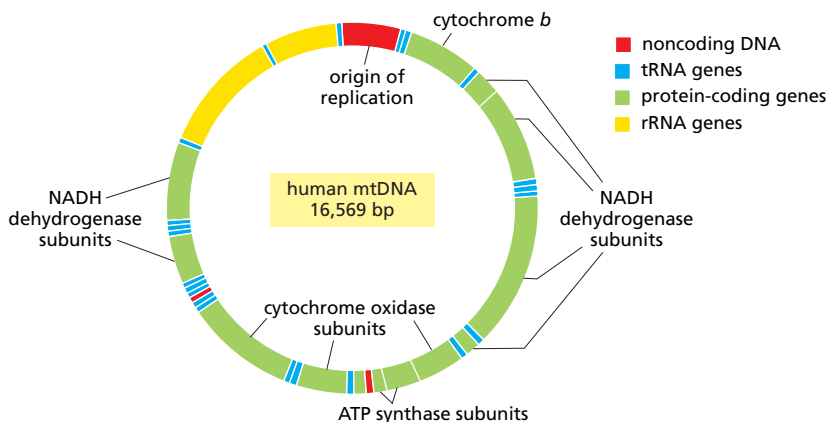 cytochrome b
noncoding DNA
tRNA genes
protein-coding genes
rRNA genes
origin of
replication
human mtDNA
16,569 bp
NADH
dehydrogenase
subunits
NADH
dehydrogenase
subunits
cytochrome oxidase
subunits
ATP synthase subunits